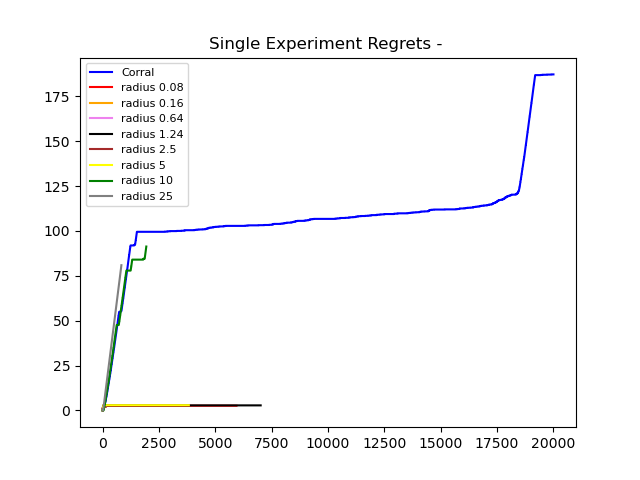 Single Experiment Regrets -
Corral
radius 0.08
radius 0.16
radius 0.64
radius 1.24
radius 2.5
radius 5
radius 10
radius 25
175
150
125
100
75
50
25
0
0 2500 5000 7500 10000 12500 15000 17500 20000